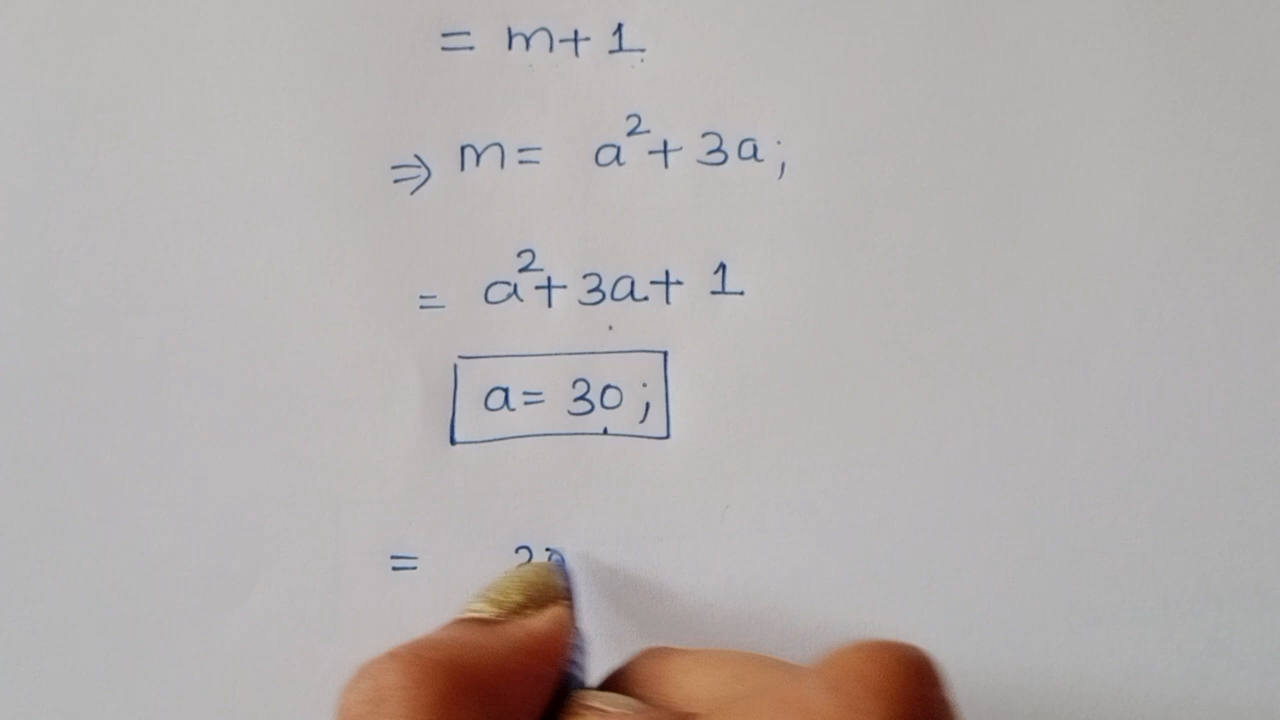 = m+1
⇒ m= a²+3a;
= a²+3a+ 1
a= 30;
=